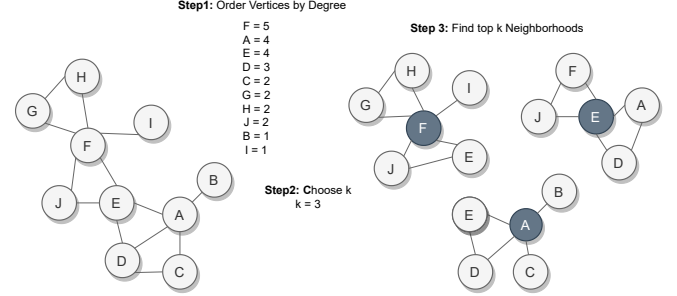 Step1: Order Vertices by Degree
F = 5
A = 4
E = 4
D = 3
C = 2
G = 2
H = 2
J = 2
B = 1
I = 1
Step2: Choose k
k = 3
Step 3: Find top k Neighborhoods
H
G
I
F
B
J
E
A
D
C
H
I
G
F
J
E
F
J
E
A
D
B
E
A
D
C